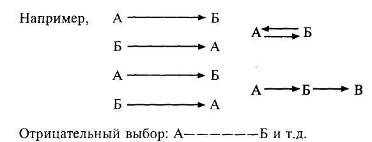 Например, А ⟶ Б
А ⇄ Б
Б ⟶ А
А ⟶ Б
А ⟶ Б ⟶ В
Б ⟶ А
Отрицательный выбор: А– – – – – –Б и т.д.